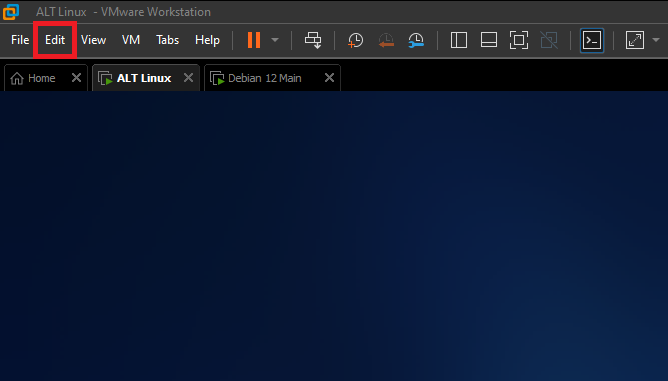 ALT Linux - VMware Workstation
File Edit View VM Tabs Help
Home ALT Linux Debian 12 Main